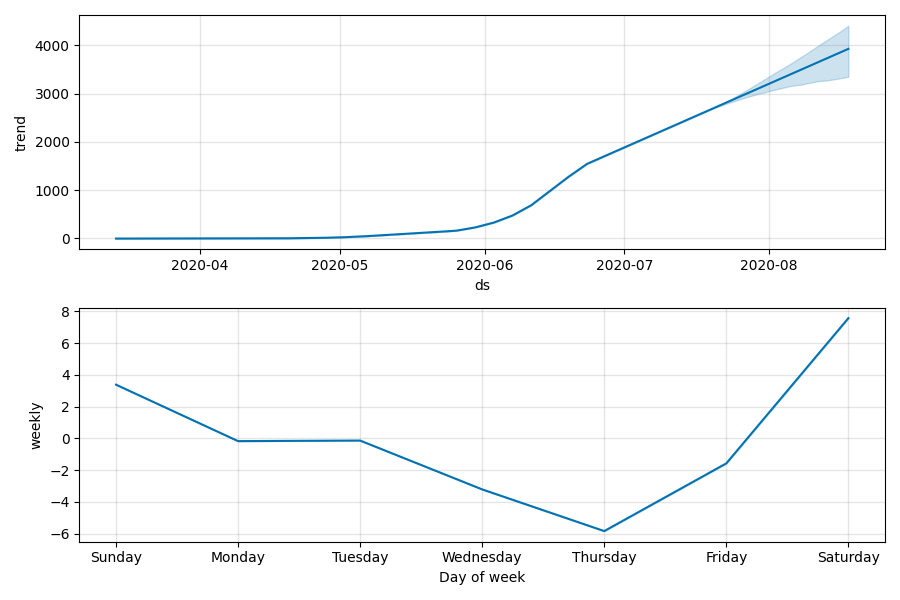 4000
3000
2000
1000
0
trend
2020-04 2020-05 2020-06 2020-07 2020-08
ds
8
6
4
2
0
−2
−4
−6
weekly
Sunday Monday Tuesday Wednesday Thursday Friday Saturday
Day of week